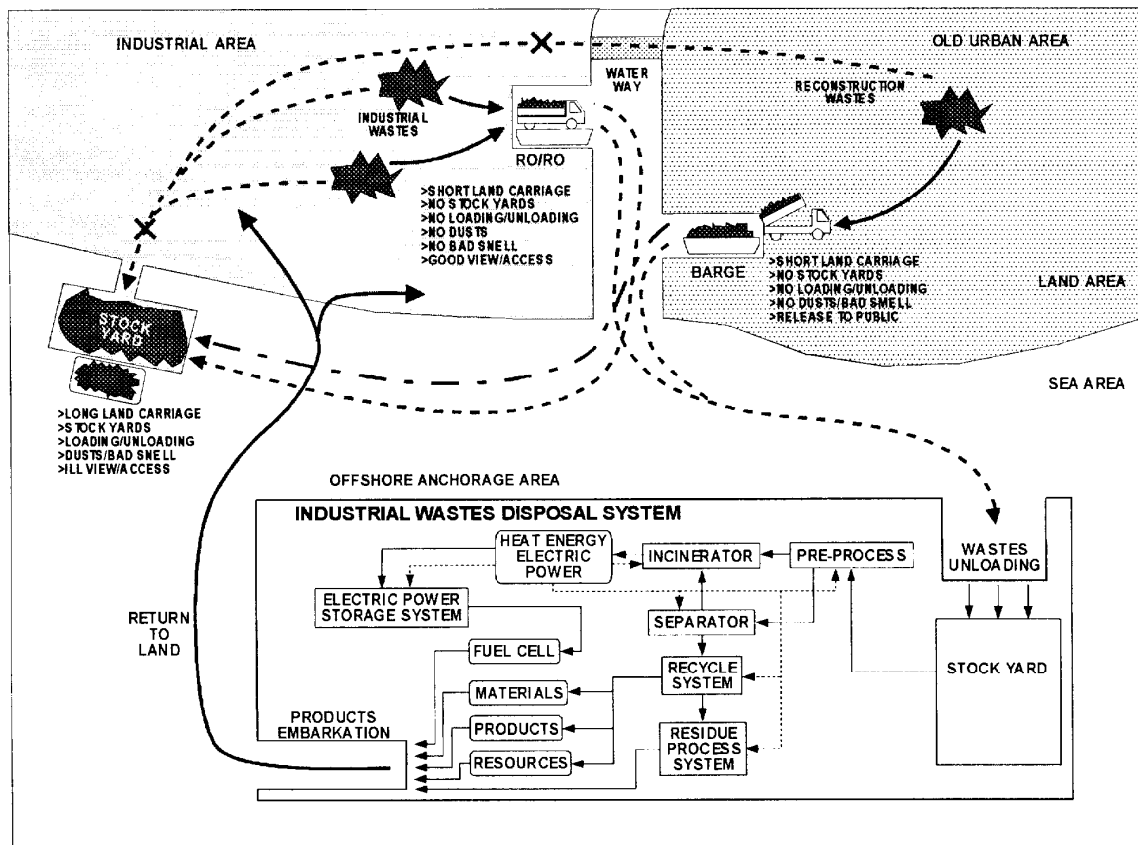 INDUSTRIAL AREA
OLD URBAN AREA
WATER
WAY
RECONSTRUCTION
WASTES
INDUSTRIAL
WASTES
RO/RO
>SHORT LAND CARRIAGE
>NO STOCK YARDS
>NO LOADING/UNLOADING
>NO DUSTS
>NO BAD SNELL
>GOOD VIEW/ACCESS
BARGE
>SHORT LAND CARRIAGE
>NO STOCK YARDS
>NO LOADING/UNLOADING
>NO DUSTS/BAD SMELL
>RELEASE TO PUBLIC
LAND AREA
STOCK
YARD
SEA AREA
>LONG LAND CARRIAGE
>STOCK YARDS
>LOADING/UNLOADING
>DUSTS/BAD SNELL
>ILL VIEW/ACCESS
OFFSHORE ANCHORAGE AREA
INDUSTRIAL WASTES DISPOSAL SYSTEM
HEAT ENERGY
ELECTRIC
POWER
INCINERATOR
PRE-PROCESS
WASTES
UNLOADING
ELECTRIC POWER
STORAGE SYSTEM
SEPARATOR
RETURN
TO
LAND
FUEL CELL
RECYCLE
SYSTEM
STOCK YARD
MATERIALS
PRODUCTS
EMBARKATION
PRODUCTS
RESIDUE
PROCESS
SYSTEM
RESOURCES